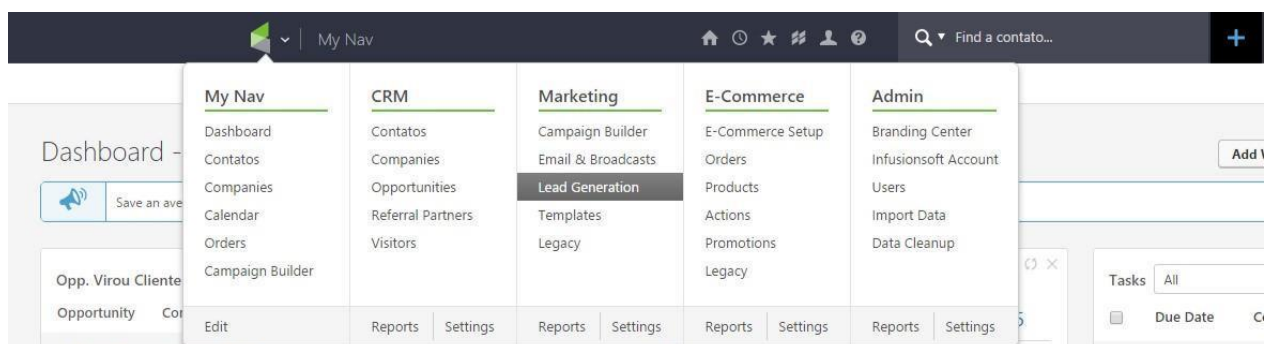 My Nav
Find a contato...
My Nav
Dashboard
Contatos
Companies
Calendar
Orders
Campaign Builder
Edit
CRM
Contatos
Companies
Opportunities
Referral Partners
Visitors
Reports
Settings
Marketing
Campaign Builder
Email & Broadcasts
Lead Generation
Templates
Legacy
Reports
Settings
E-Commerce
E-Commerce Setup
Orders
Products
Actions
Promotions
Legacy
Reports
Settings
Admin
Branding Center
Infusionsoft Account
Users
Import Data
Data Cleanup
Reports
Settings
Dashboard -
Add
Save an ave
Opp. Virou Cliente
Opportunity
Tasks
All
Due Date